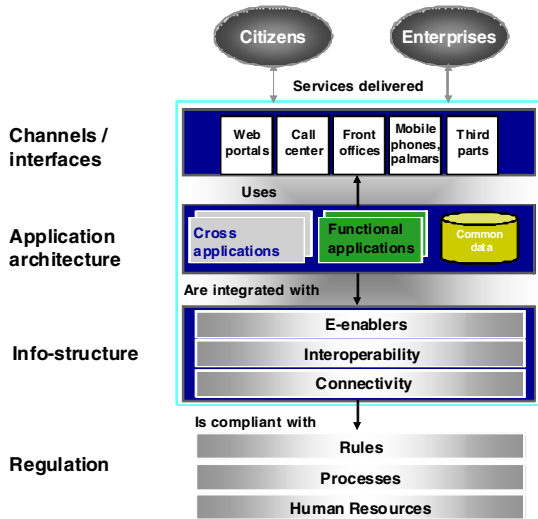 Citizens
Enterprises
Services delivered
Channels /
interfaces
Web
portals
Call
center
Front
offices
Mobile
phones,
palmars
Third
parts
Uses
Application
architecture
Cross
applications
Functional
applications
Common
data
Are integrated with
Info-structure
E-enablers
Interoperability
Connectivity
Is compliant with
Regulation
Rules
Processes
Human Resources